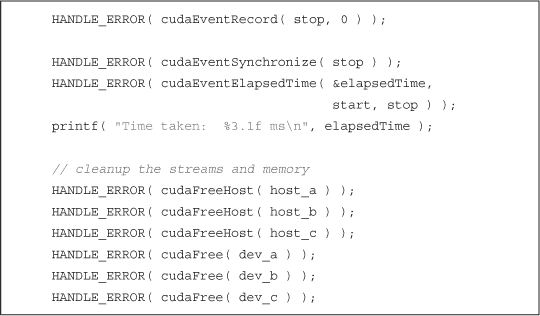 HANDLE_ERROR( cudaEventRecord( stop, 0 ) );
HANDLE_ERROR( cudaEventSynchronize( stop ) );
HANDLE_ERROR( cudaEventElapsedTime( &elapsedTime,
start, stop ) );
printf( "Time taken:  %3.1f ms\n", elapsedTime );
// cleanup the streams and memory
HANDLE_ERROR( cudaFreeHost( host_a ) );
HANDLE_ERROR( cudaFreeHost( host_b ) );
HANDLE_ERROR( cudaFreeHost( host_c ) );
HANDLE_ERROR( cudaFree( dev_a ) );
HANDLE_ERROR( cudaFree( dev_b ) );
HANDLE_ERROR( cudaFree( dev_c ) );